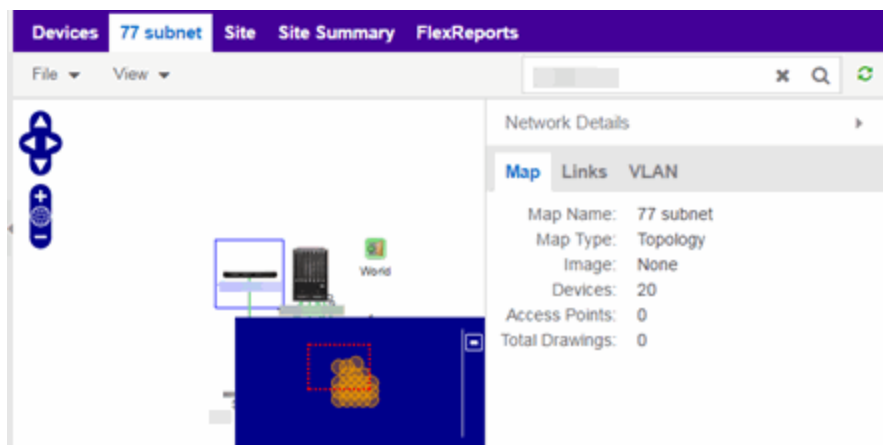 Devices 77 subnet Site Site Summary FlexReports
File View
Network Details
Map Links VLAN
Map Name: 77 subnet
Map Type: Topology
Image: None
Devices: 20
Access Points: 0
Total Drawings: 0
World